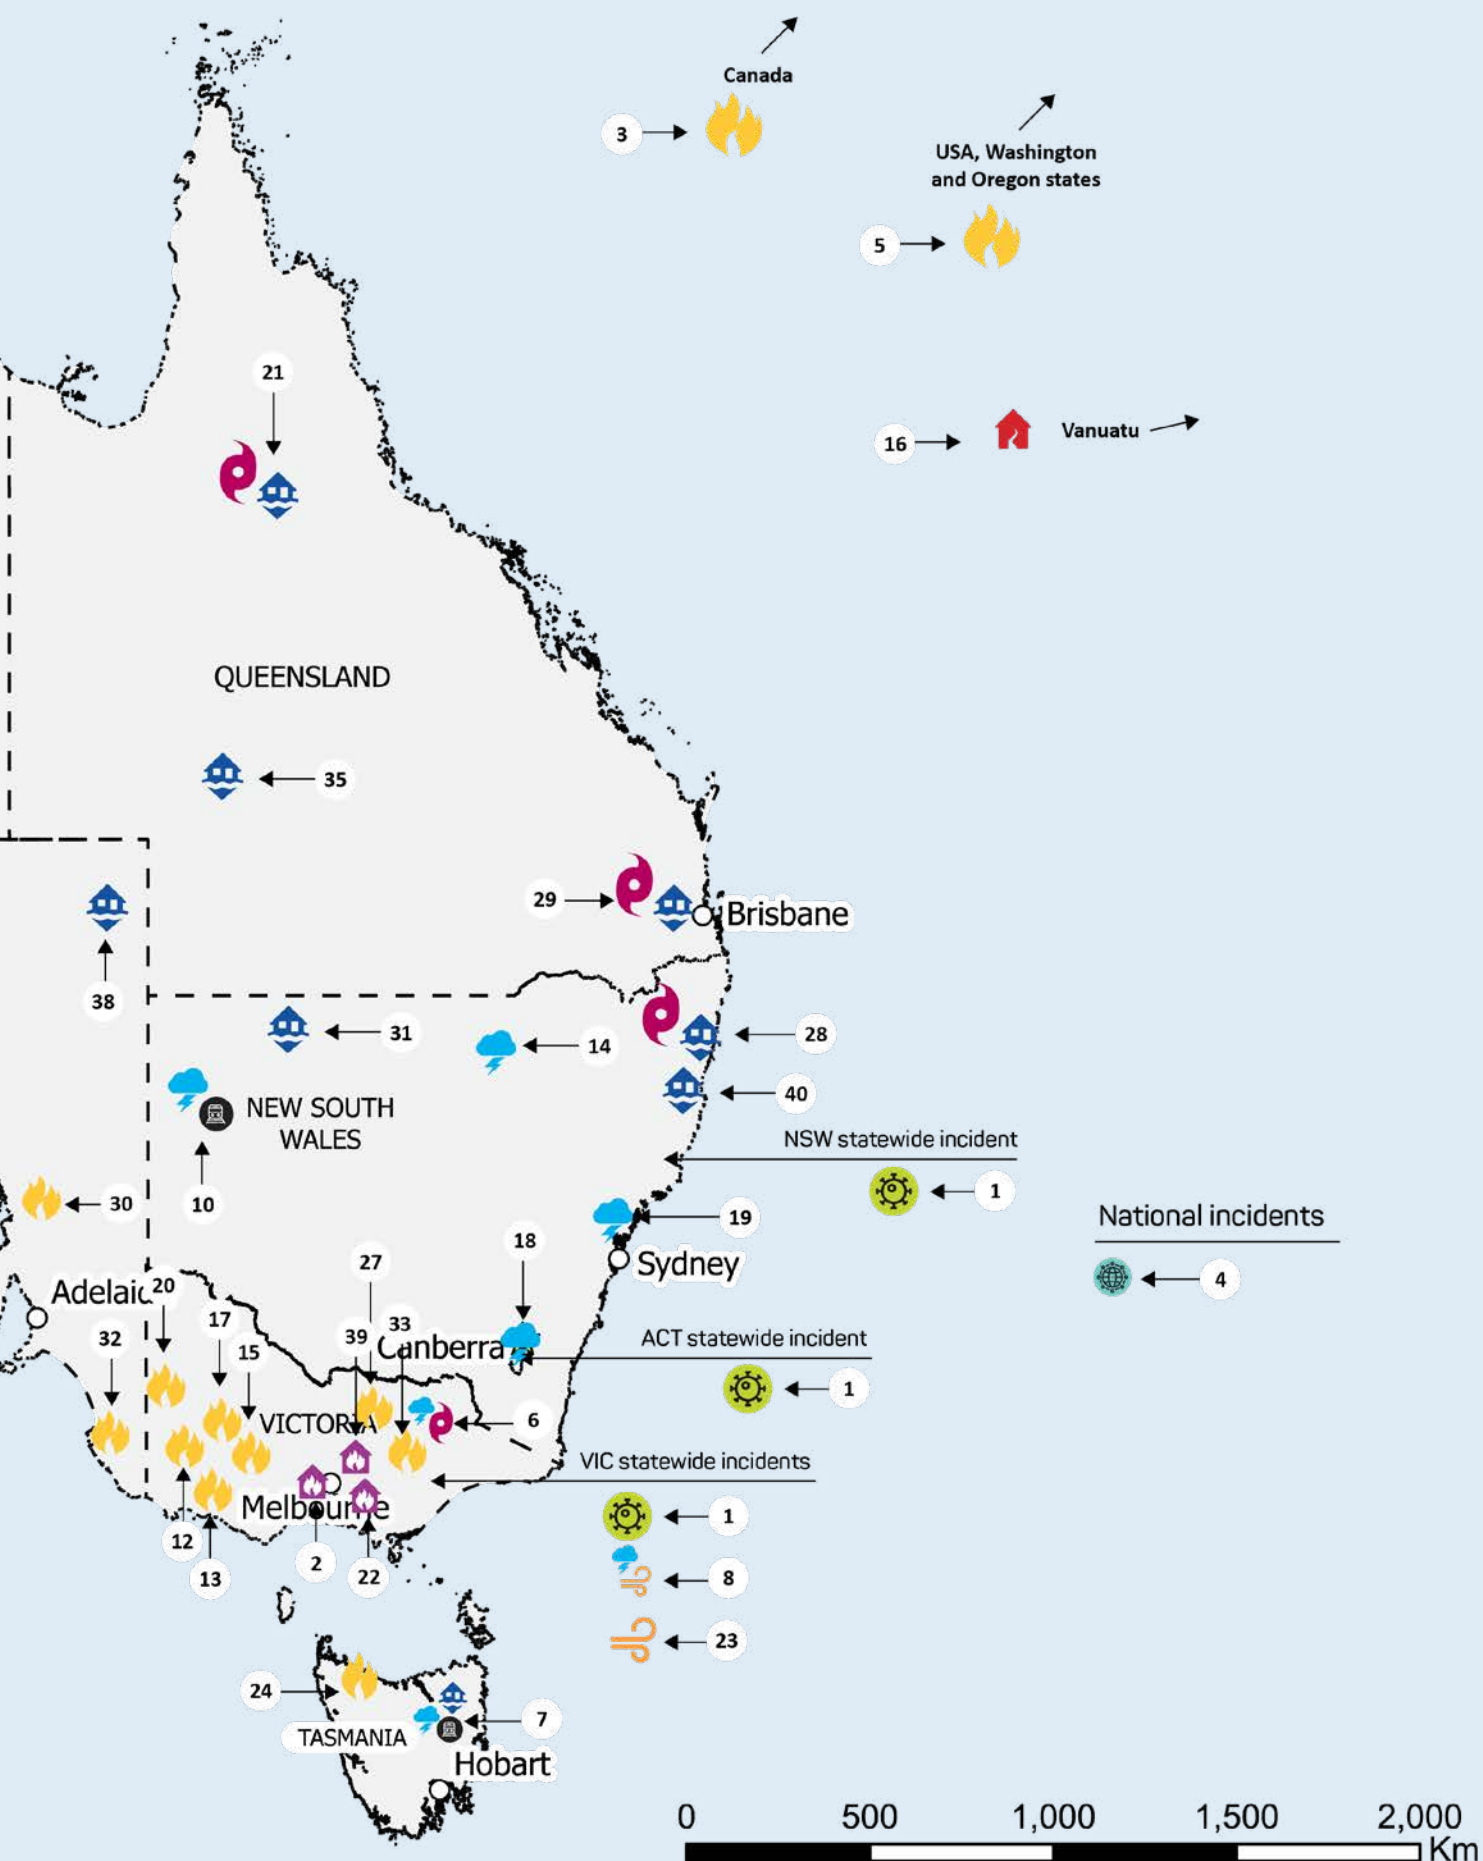 Canada
3
USA, Washington
and Oregon states
5
21
16
Vanuatu
QUEENSLAND
35
29
Brisbane
38
31
14
28
40
NEW SOUTH
WALES
NSW statewide incident
1
30
10
19
National incidents
4
18
27
Sydney
Adelaid
20
17
33
39
32
15
Canberra
ACT statewide incident
1
VICTORIA
6
VIC statewide incidents
Melbourne
1
12
2
13
22
8
23
24
7
TASMANIA
Hobart
0 500 1,000 1,500 2,000
Km